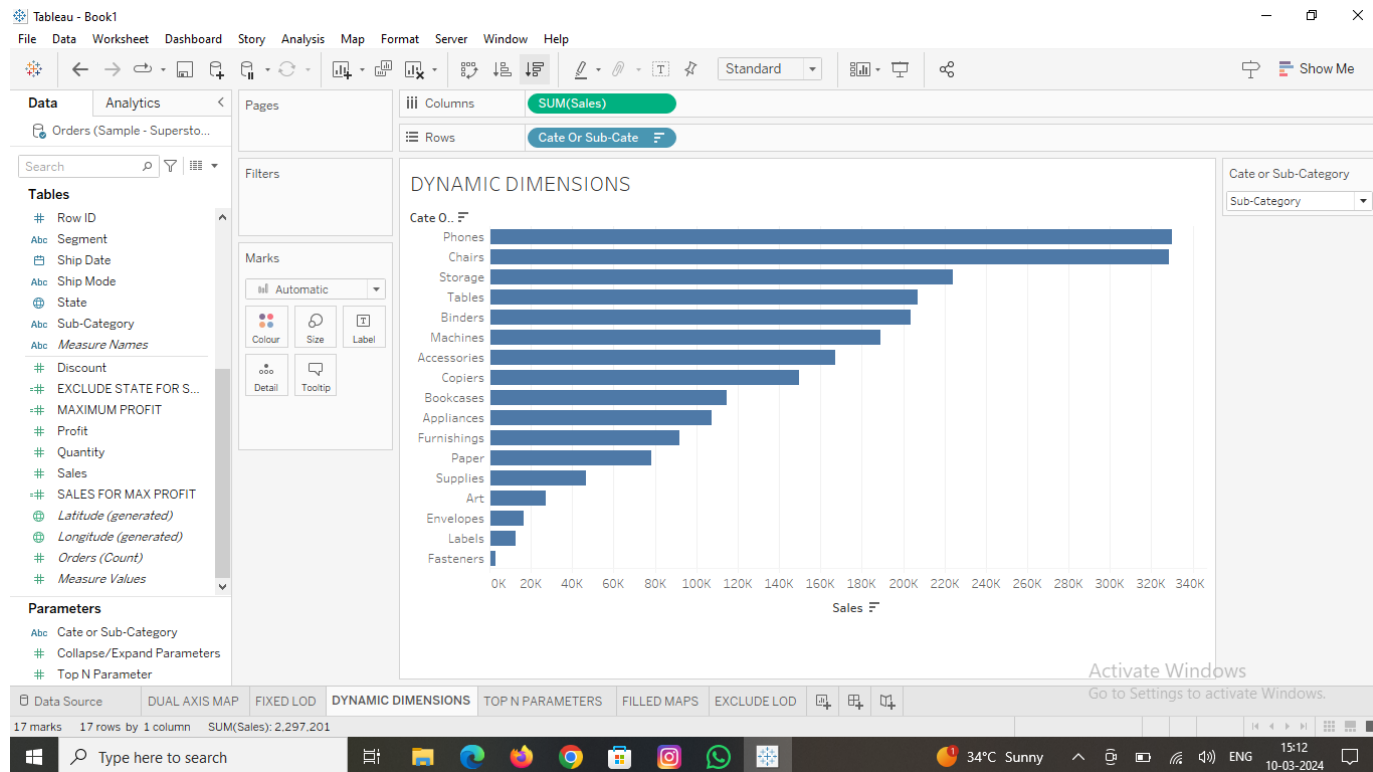 Tableau - Book1
File Data Worksheet Dashboard Story Analysis Map Format Server Window Help
Standard
Show Me
Data Analytics
Orders (Sample - Supersto...
Search
Tables
Row ID
Abc Segment
Ship Date
Abc Ship Mode
State
Abc Sub-Category
Abc Measure Names
Discount
EXCLUDE STATE FOR S...
MAXIMUM PROFIT
Profit
Quantity
Sales
SALES FOR MAX PROFIT
Latitude (generated)
Longitude (generated)
Orders (Count)
Measure Values
Parameters
Abc Cate or Sub-Category
Collapse/Expand Parameters
Top N Parameter
Pages
Filters
Marks
Automatic
Colour Size Label
Detail Tooltip
Columns SUM(Sales)
Rows Cate Or Sub-Cate
DYNAMIC DIMENSIONS
Cate O..
Phones
Chairs
Storage
Tables
Binders
Machines
Accessories
Copiers
Bookcases
Appliances
Furnishings
Paper
Supplies
Art
Envelopes
Labels
Fasteners
0K 20K 40K 60K 80K 100K 120K 140K 160K 180K 200K 220K 240K 260K 280K 300K 320K 340K
Sales
Cate or Sub-Category
Sub-Category
Activate Windows
Go to Settings to activate Windows.
Data Source DUAL AXIS MAP FIXED LOD DYNAMIC DIMENSIONS TOP N PARAMETERS FILLED MAPS EXCLUDE LOD
17 marks 17 rows by 1 column SUM(Sales): 2,297,201
Type here to search
1
34°C Sunny
ENG
15:12
10-03-2024